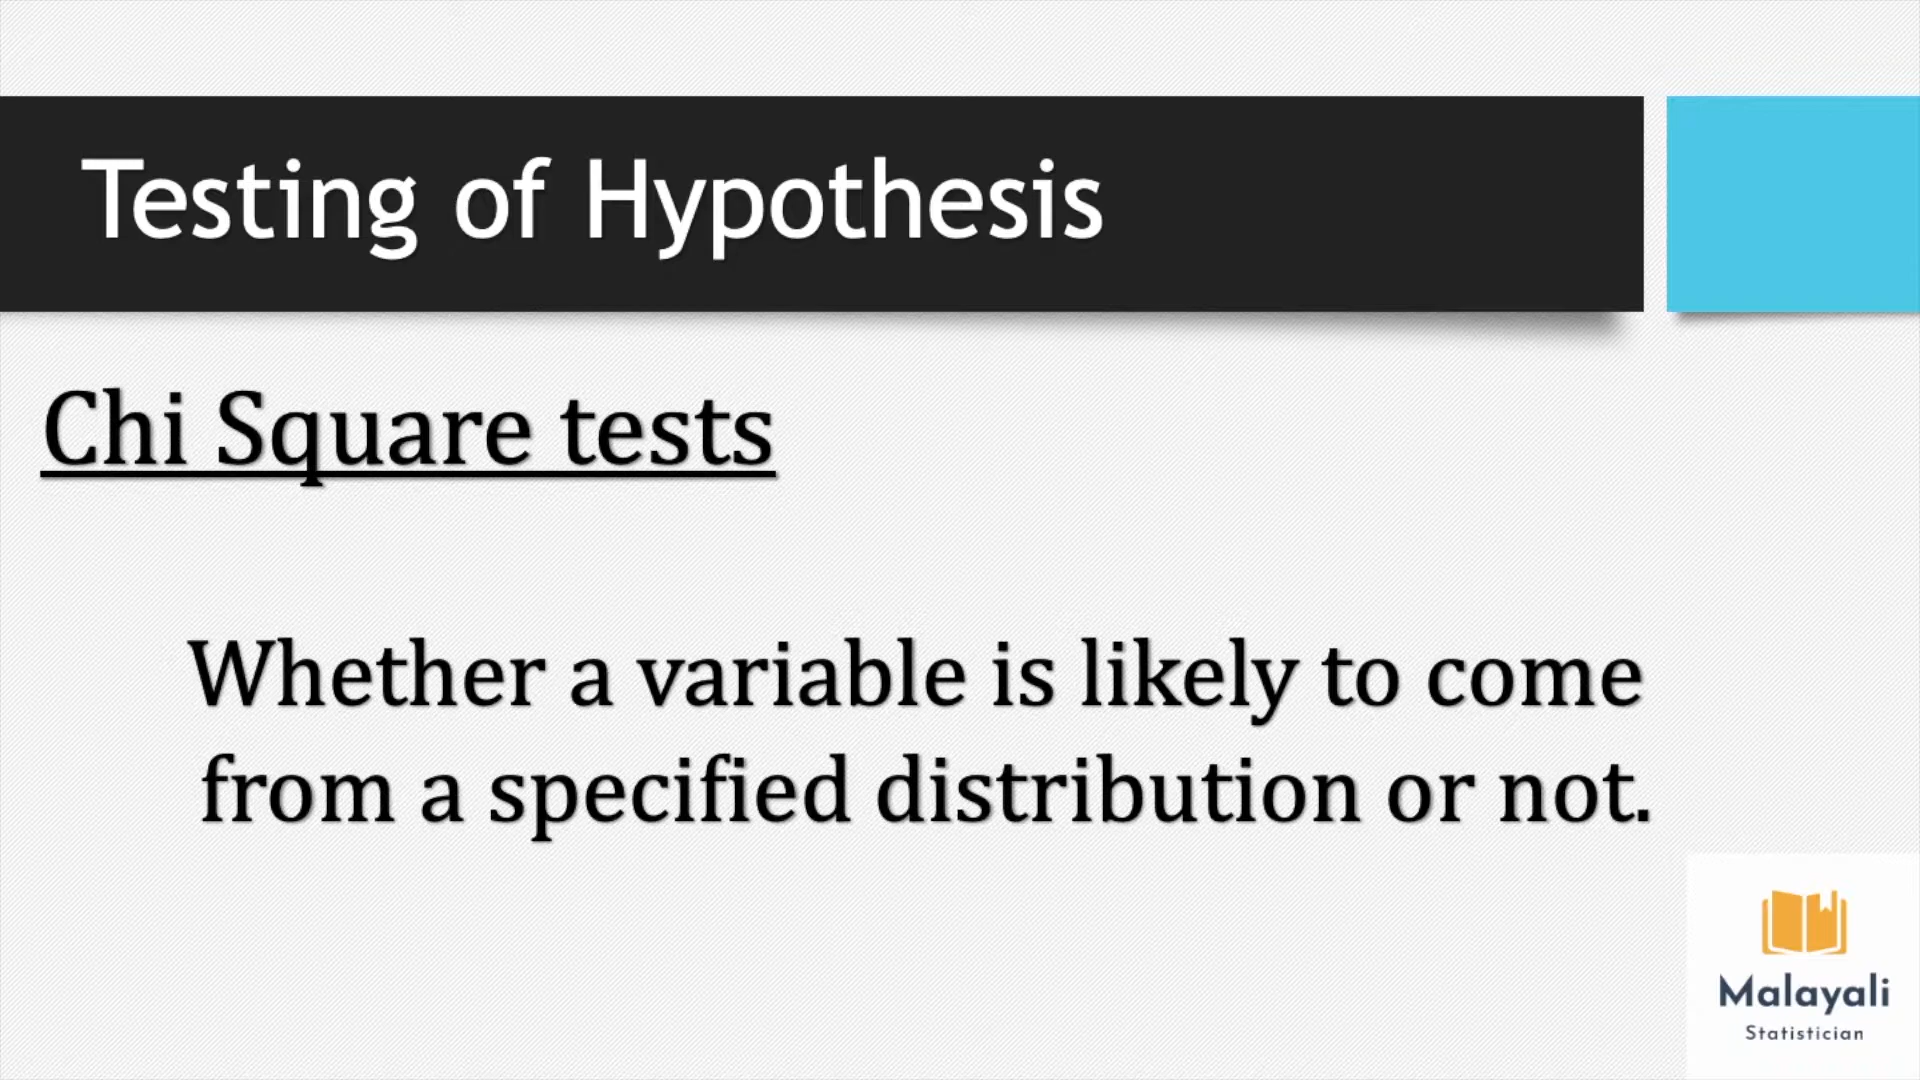 Testing of Hypothesis
Chi Square tests
Whether a variable is likely to come
from a specified distribution or not.
Malayali
Statistician